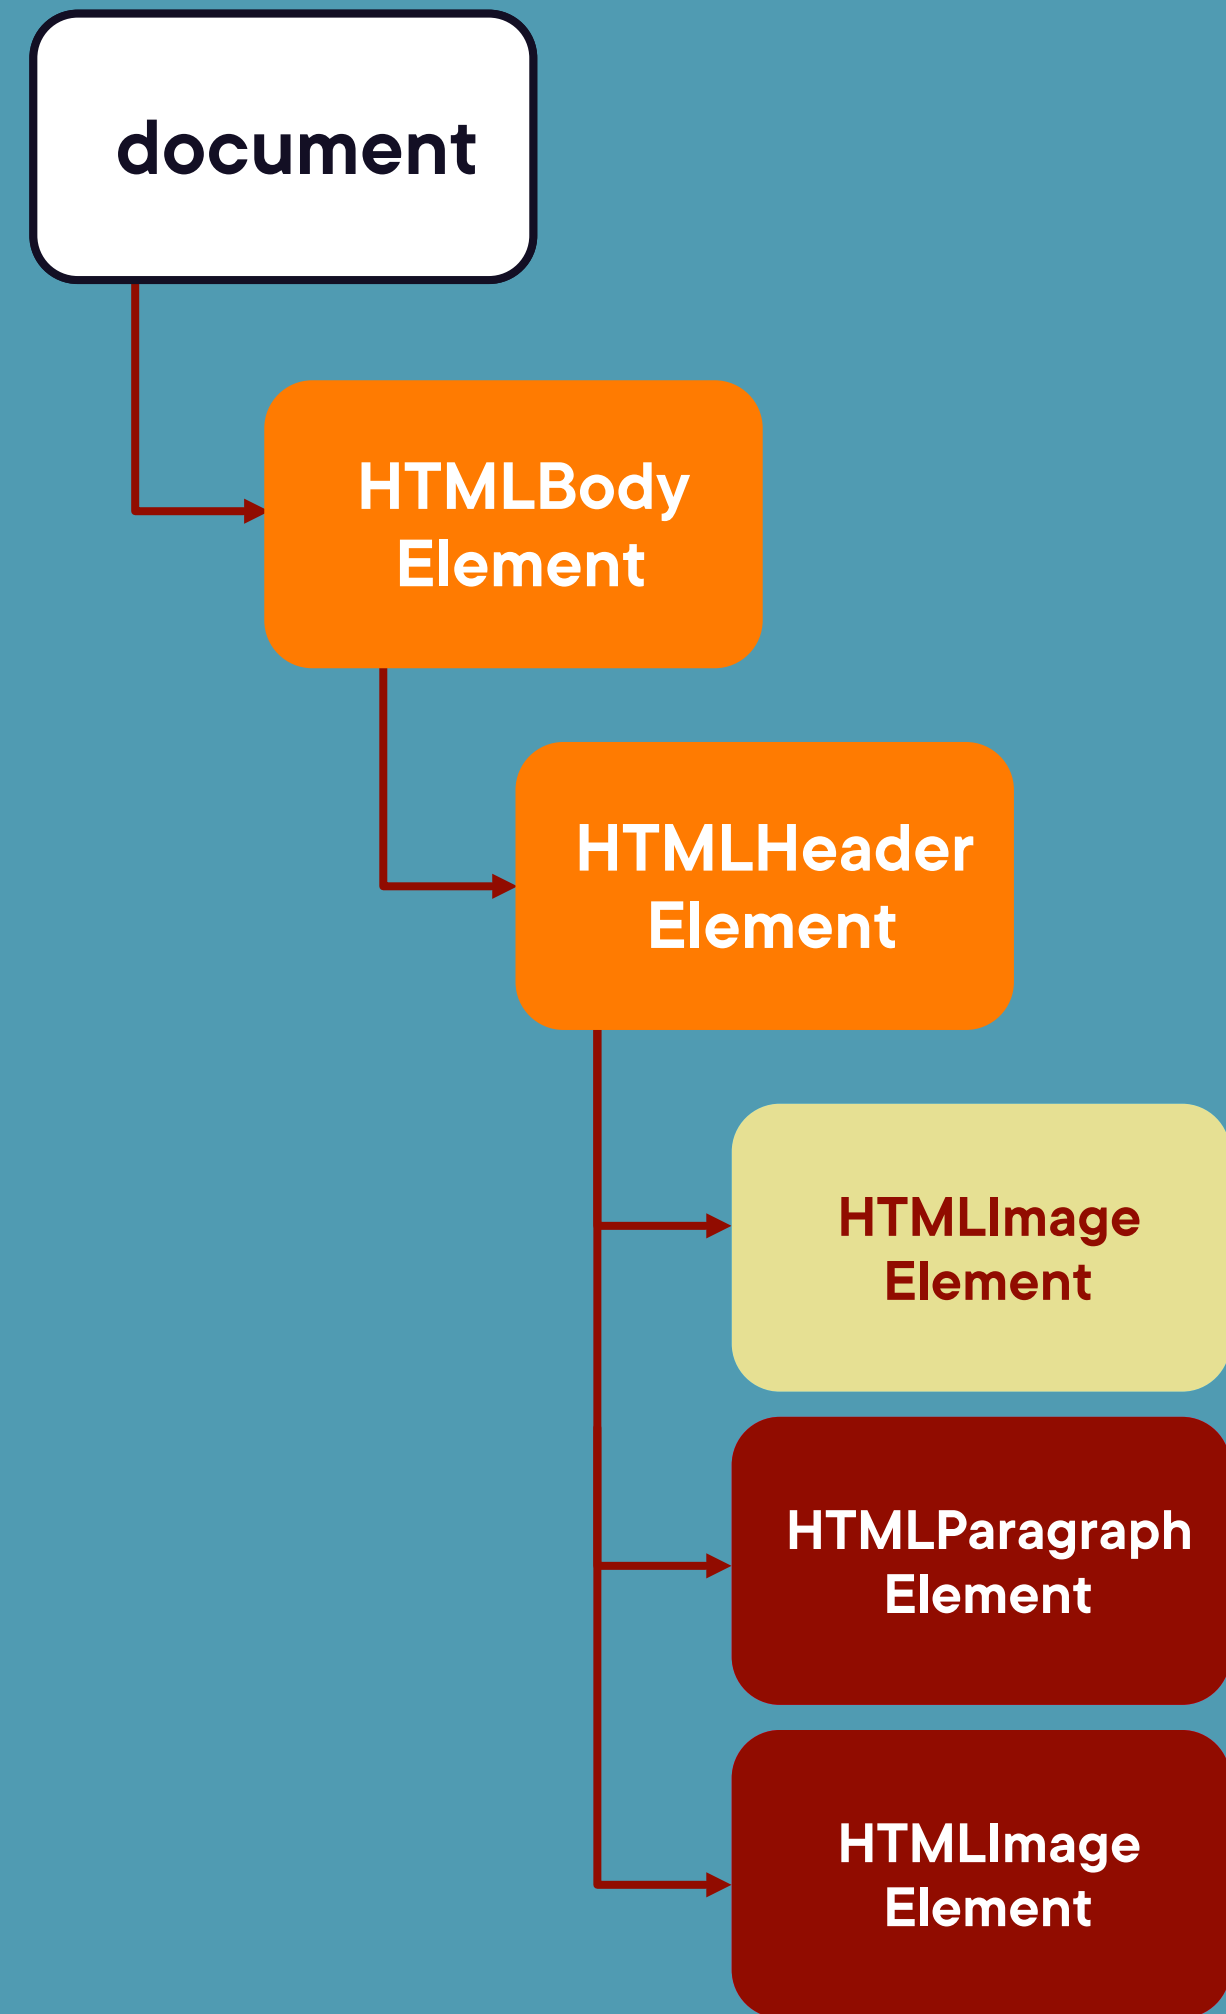 document
HTMLBody
Element
HTMLHeader
Element
HTMLImage
Element
HTMLParagraph
Element
HTMLImage
Element